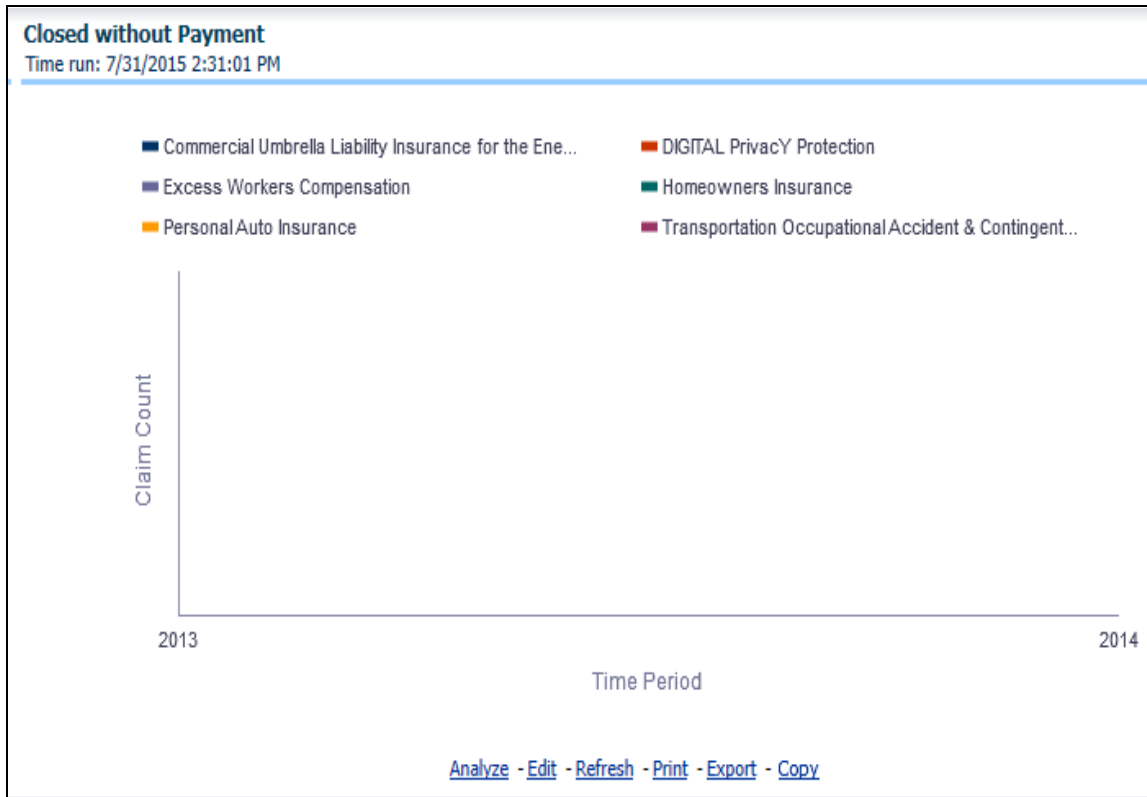 Closed without Payment
Time run: 7/31/2015 2:31:01 PM
Commercial Umbrella Liability Insurance for the Ene...
DIGITAL PrivacY Protection
Excess Workers Compensation
Homeowners Insurance
Personal Auto Insurance
Transportation Occupational Accident & Contingent...
Claim Count
2013
2014
Time Period
Analyze - Edit - Refresh - Print - Export - Copy